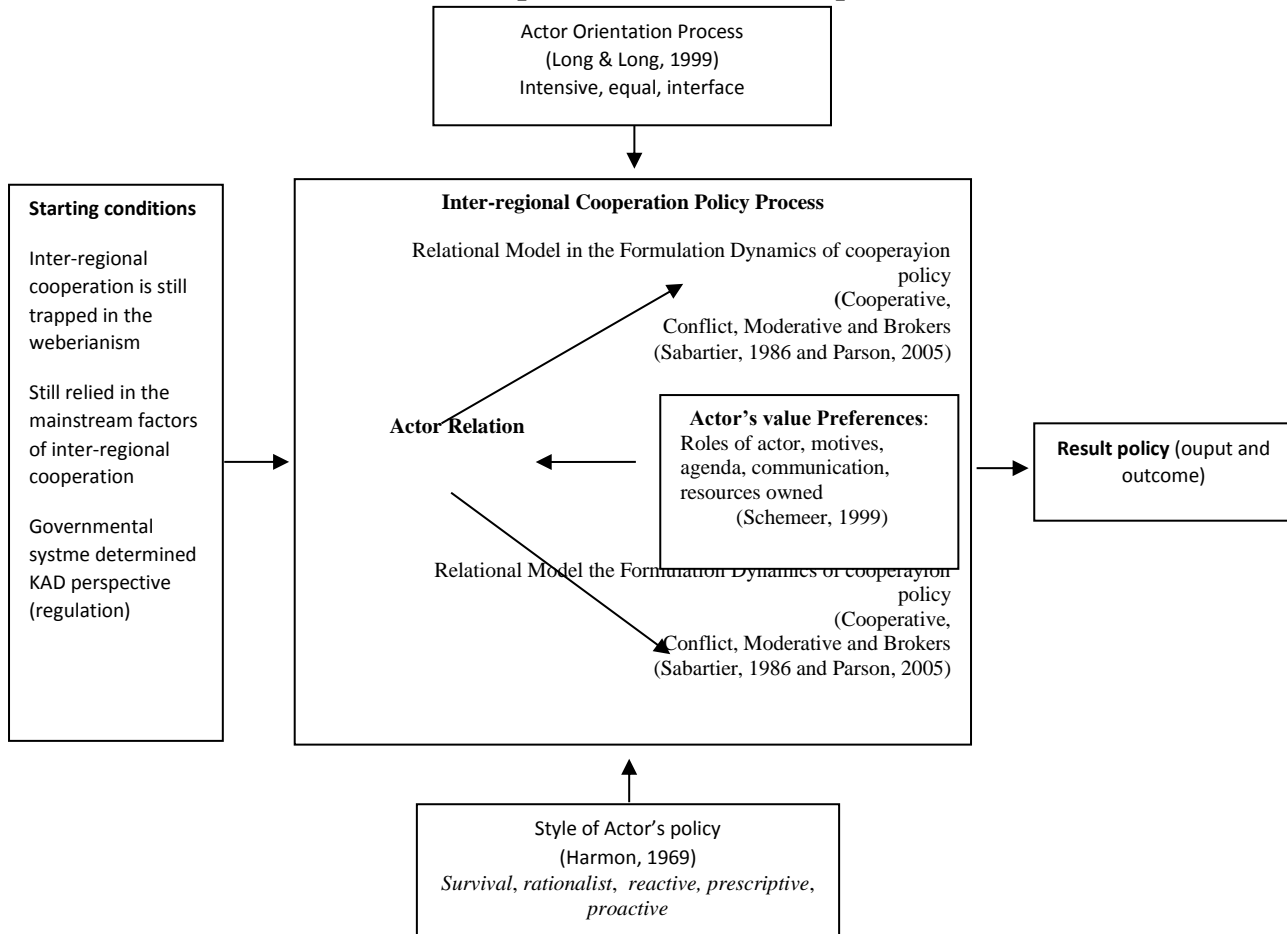 Actor Orientation Process
(Long & Long, 1999)
Intensive, equal, interface
Starting conditions
Inter-regional
cooperation is still
trapped in the
weberianism
Still relied in the
mainstream factors
of inter-regional
cooperation
Governmental
systme determined
KAD perspective
(regulation)
Inter-regional Cooperation Policy Process
Relational Model in the Formulation Dynamics of cooperayion
policy
(Cooperative,
Conflict, Moderative and Brokers
(Sabartier, 1986 and Parson, 2005)
Actor Relation
Actor's value Preferences:
Roles of actor, motives,
agenda, communication,
resources owned
(Schemeer, 1999)
Relational Model the Formulation Dynamics of cooperayion
policy
(Cooperative,
Conflict, Moderative and Brokers
(Sabartier, 1986 and Parson, 2005)
Result policy (ouput and
outcome)
Style of Actor's policy
(Harmon, 1969)
Survival, rationalist, reactive, prescriptive,
proactive